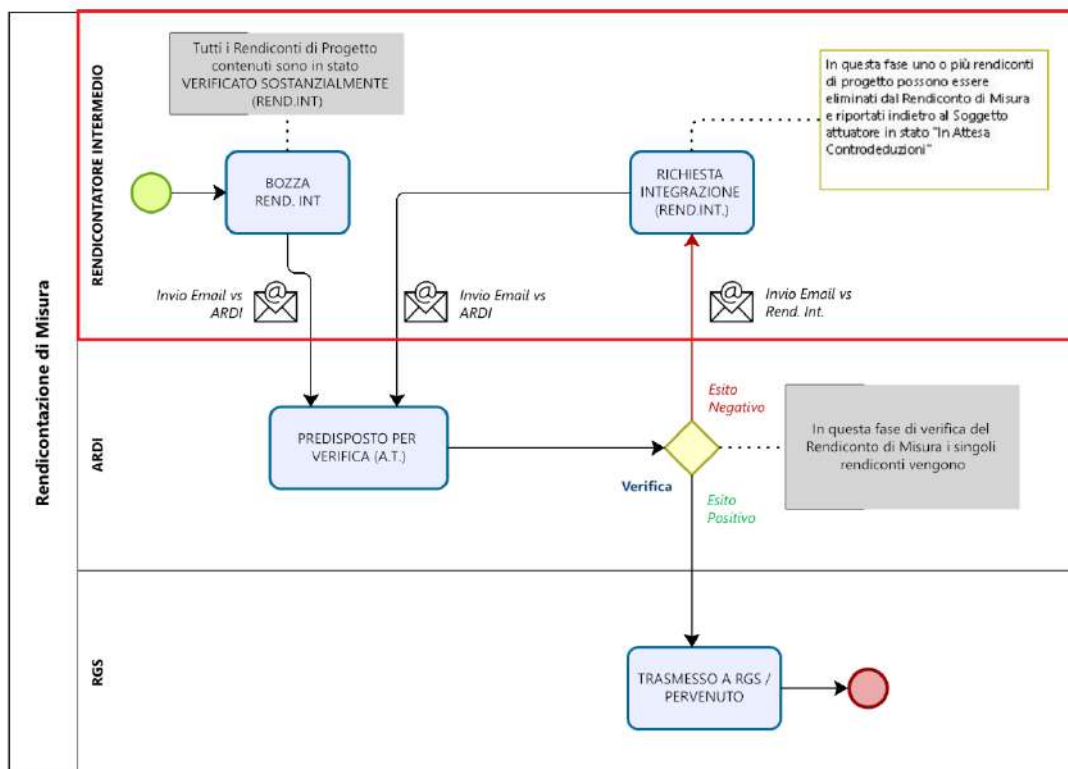 Rendicontazione di Misura
RENDICONTATORE INTERMEDIO
Tutti i Rendiconti di Progetto
contenuti sono in stato
VERIFICATO SOSTANZIALMENTE
(REND.INT)
In questa fase uno o più rendiconti
di progetto possono essere
eliminati dal Rendiconto di Misura
e riportati indietro al Soggetto
attuatore in stato "In Attesa
Controdeduzioni"
BOZZA
REND. INT
RICHIESTA
INTEGRAZIONE
(REND.INT.)
Invio Email vs
ARDI
@
@
Invio Email vs
ARDI
@
Invio Email vs
Rend. Int.
ARDI
PREDISPOSTO PER
VERIFICA (A.T.)
Esito
Negativo
Verifica
Esito
Positivo
In questa fase di verifica del
Rendiconto di Misura i singoli
rendiconti vengono
RGS
TRASMESSO A RGS /
PERVENUTO